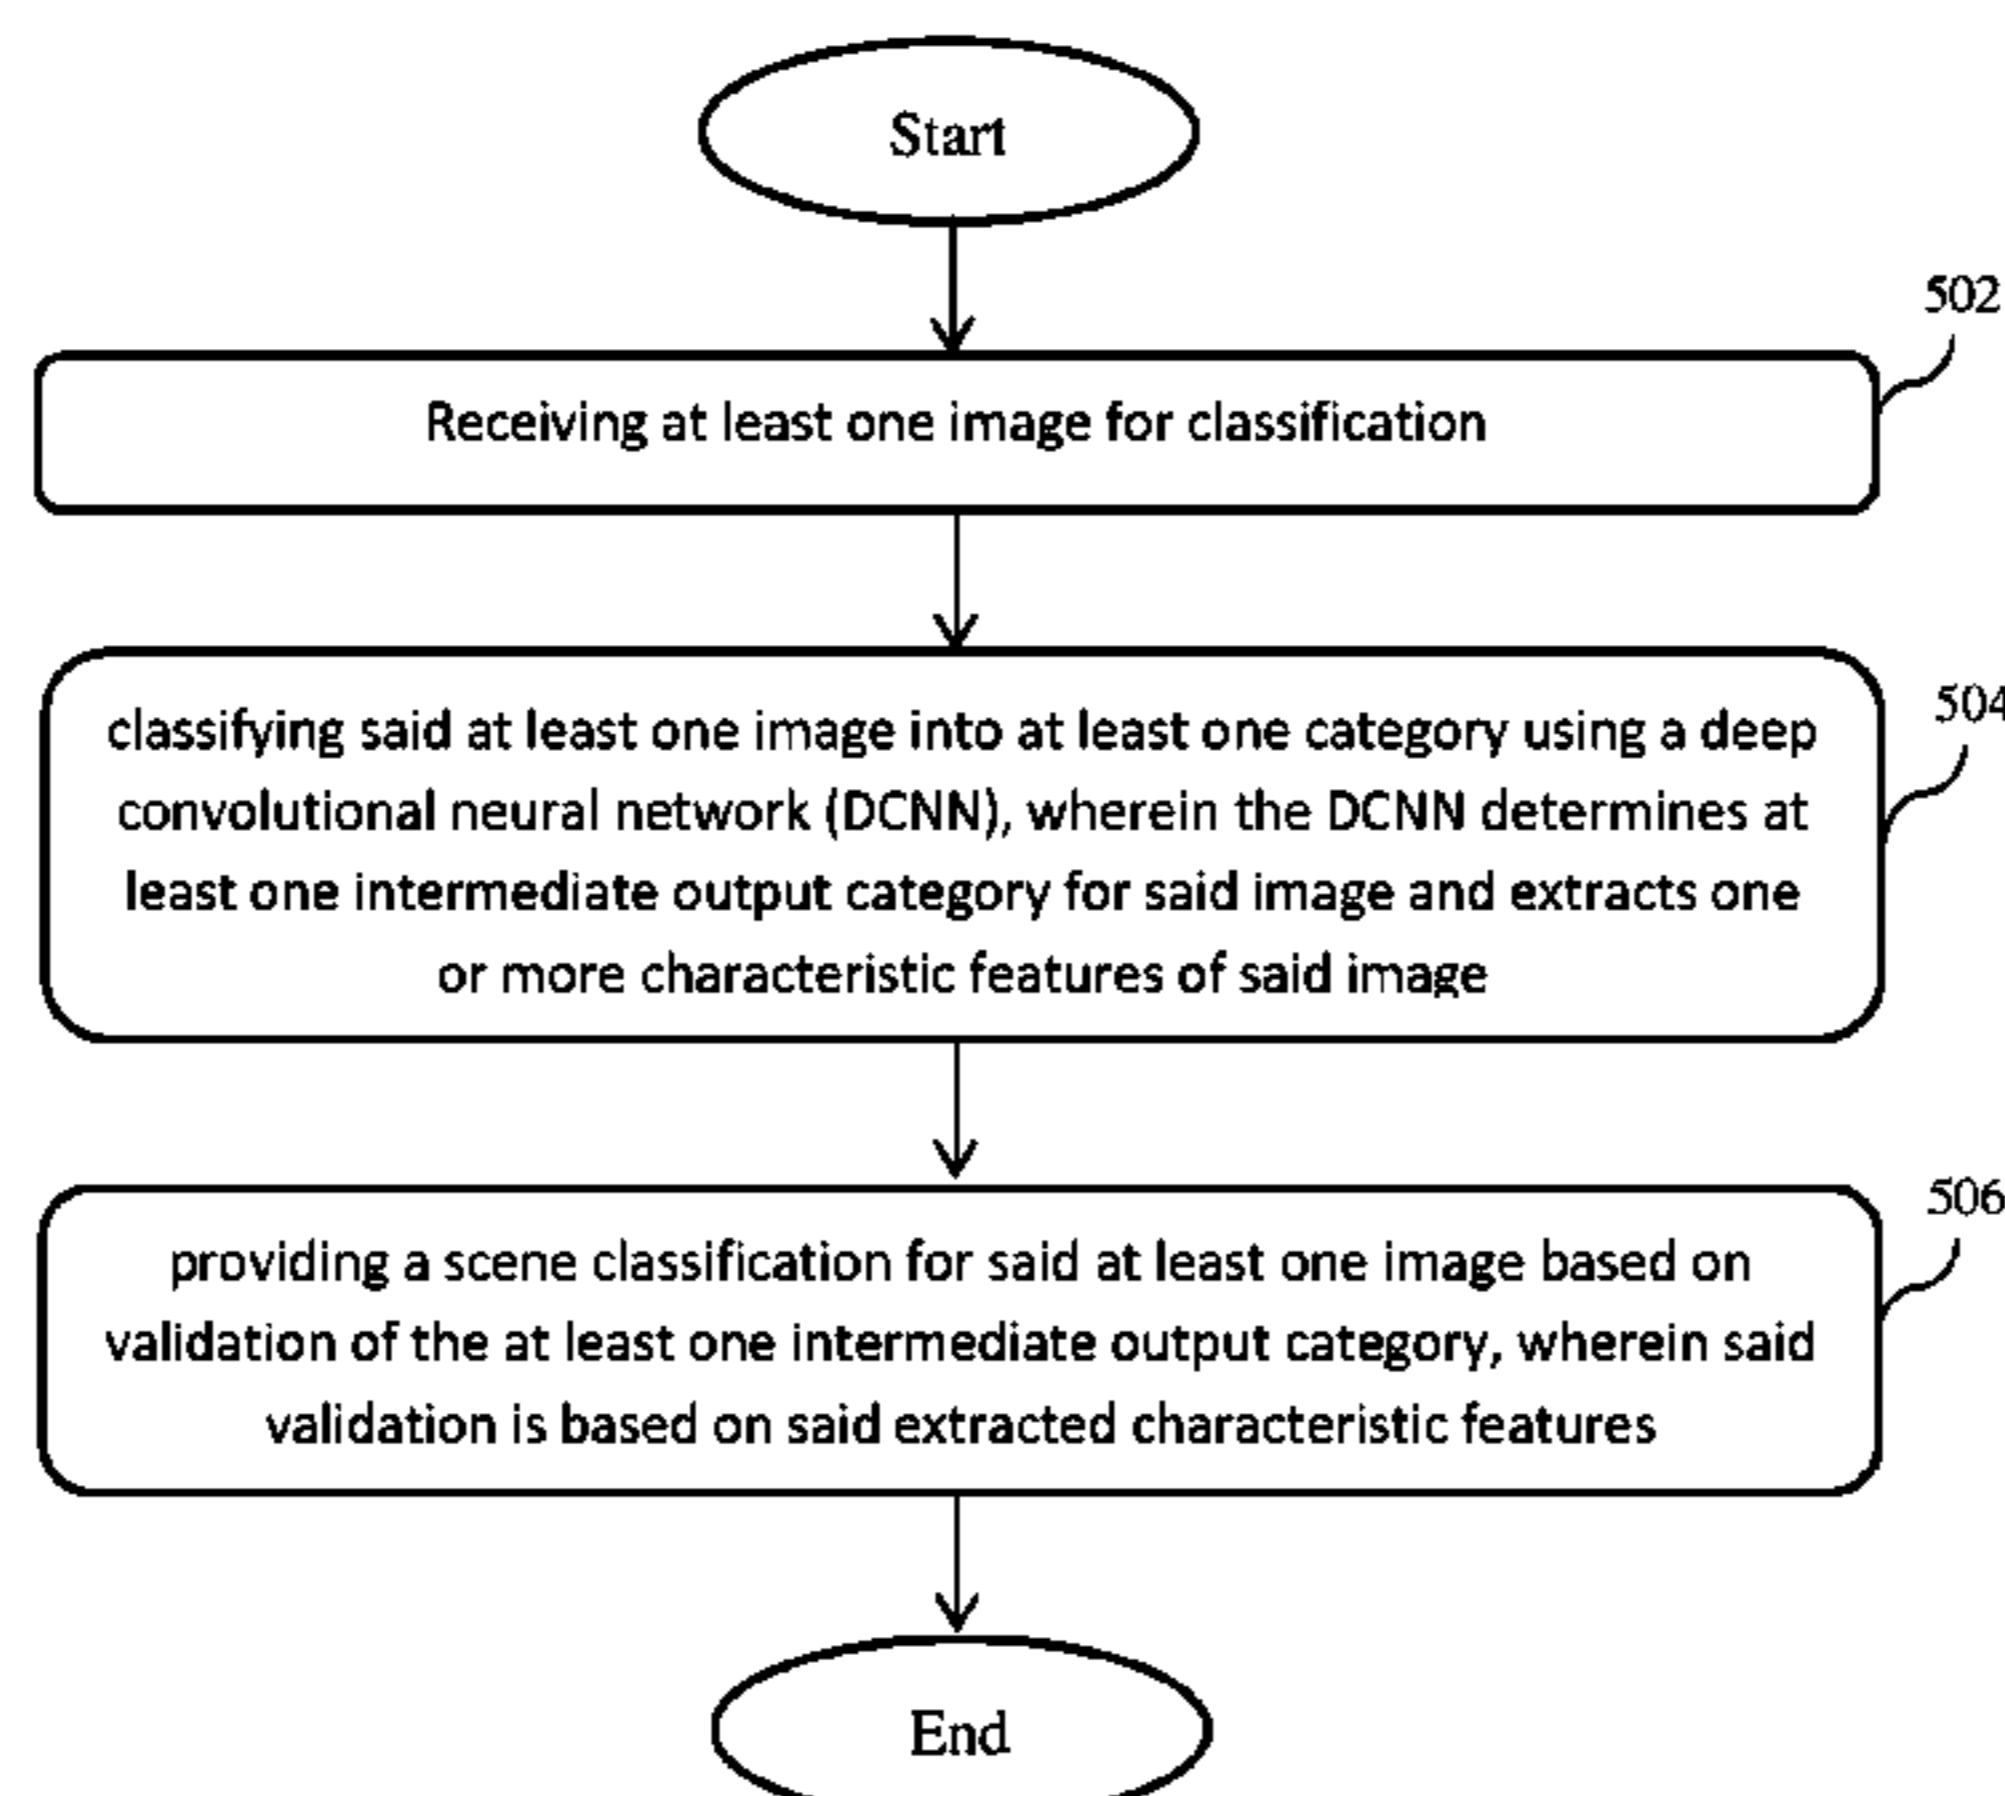 Start
502
Receiving at least one image for classification
504
classifying said at least one image into at least one category using a deep
convolutional neural network (DCNN), wherein the DCNN determines at
least one intermediate output category for said image and extracts one
or more characteristic features of said image
506
providing a scene classification for said at least one image based on
validation of the at least one intermediate output category, wherein said
validation is based on said extracted characteristic features
End